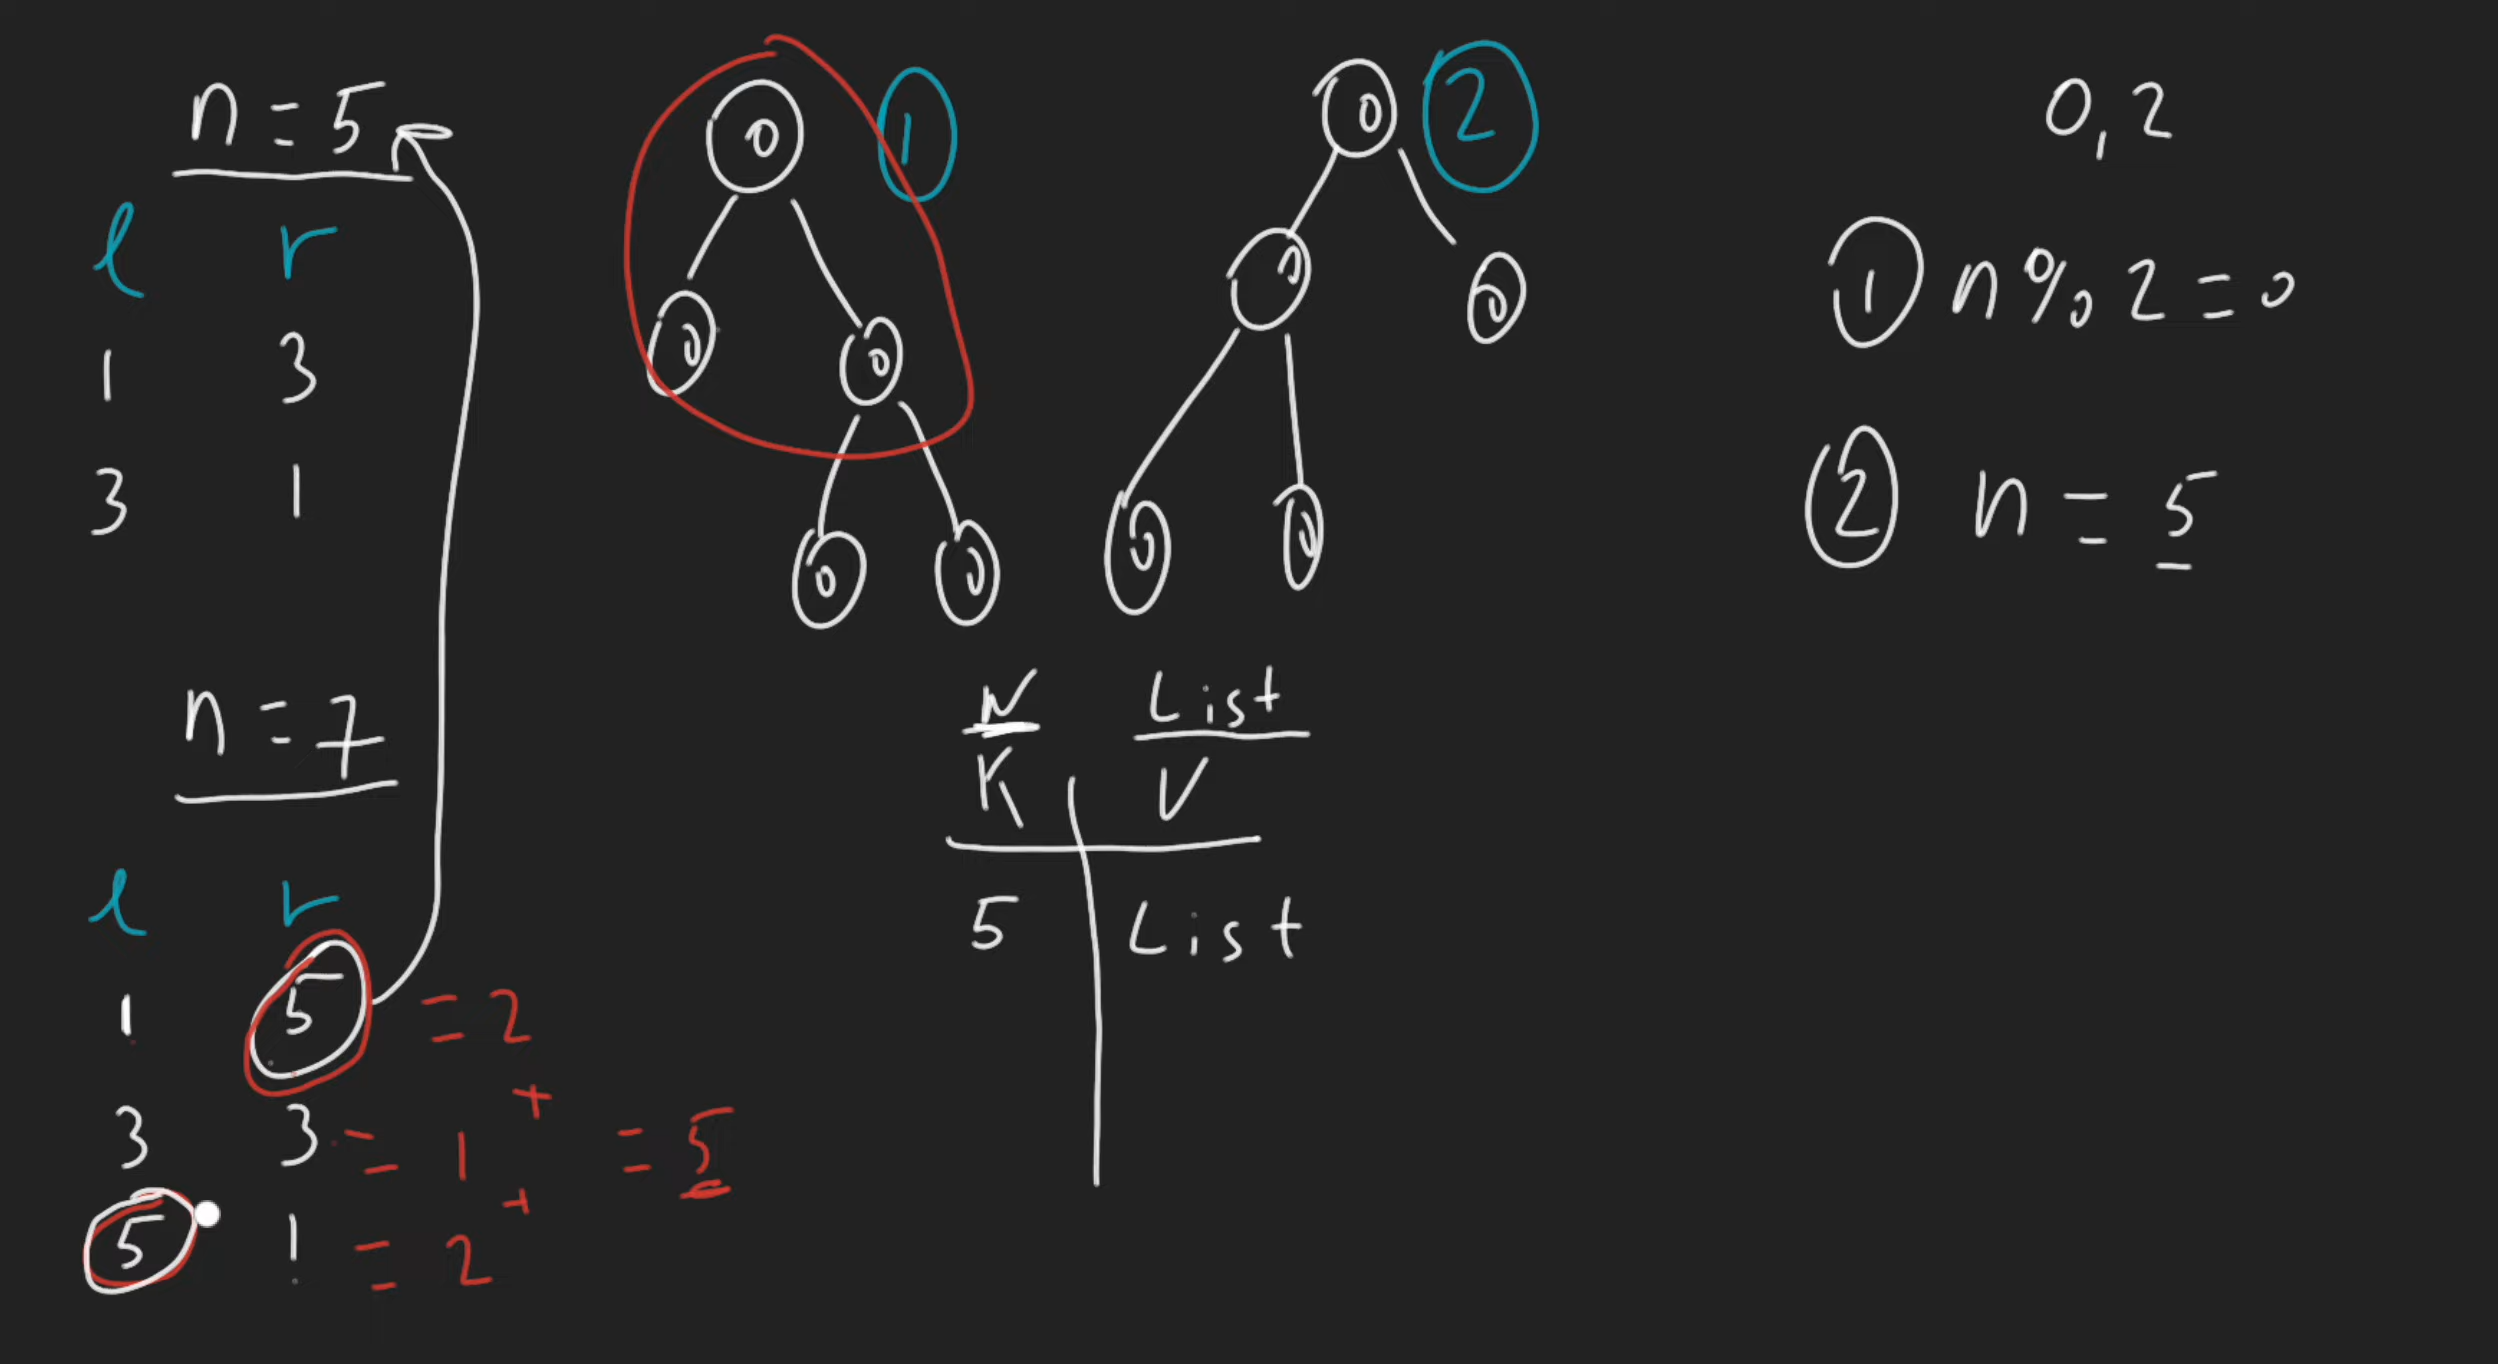 n = 5
l r
1 3
3 1
n = 7
l r
1 5 = 2
+
3 3 = 1 = 5
+
5 1 = 2
0 1
0 0
0 0
0 2
0 0
0 0
N List
K V
5 List
0, 2
1 n % 2 = 0
2 n = 5